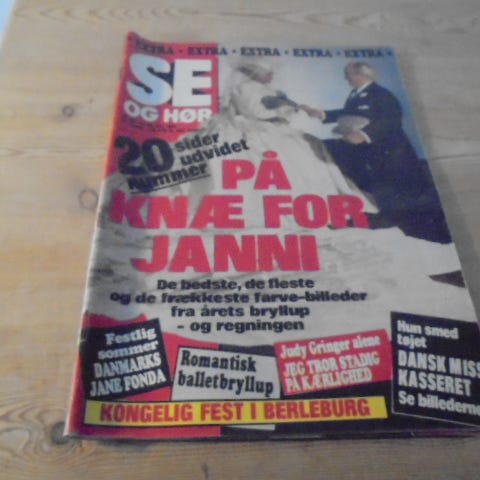 EXTRA • EXTRA • EXTRA • EXTRA • EXTRA •
SE
OG HØR
20 sider
udvidet
nummer
PÅ
KNÆ FOR
JANNI
De bedste, de fleste
og de frækkeste farve-billeder
fra årets bryllup
- og regningen
Festlig
sommer
DANMARKS
JANE FONDA
Romantisk
balletbryllup
Judy Gringer alene
JEG TROR STADIG
PÅ KÆRLIGHED
Hun smed
tøjet
DANSK MISS
KASSERET
Se billederne
KONGELIG FEST I BERLEBURG